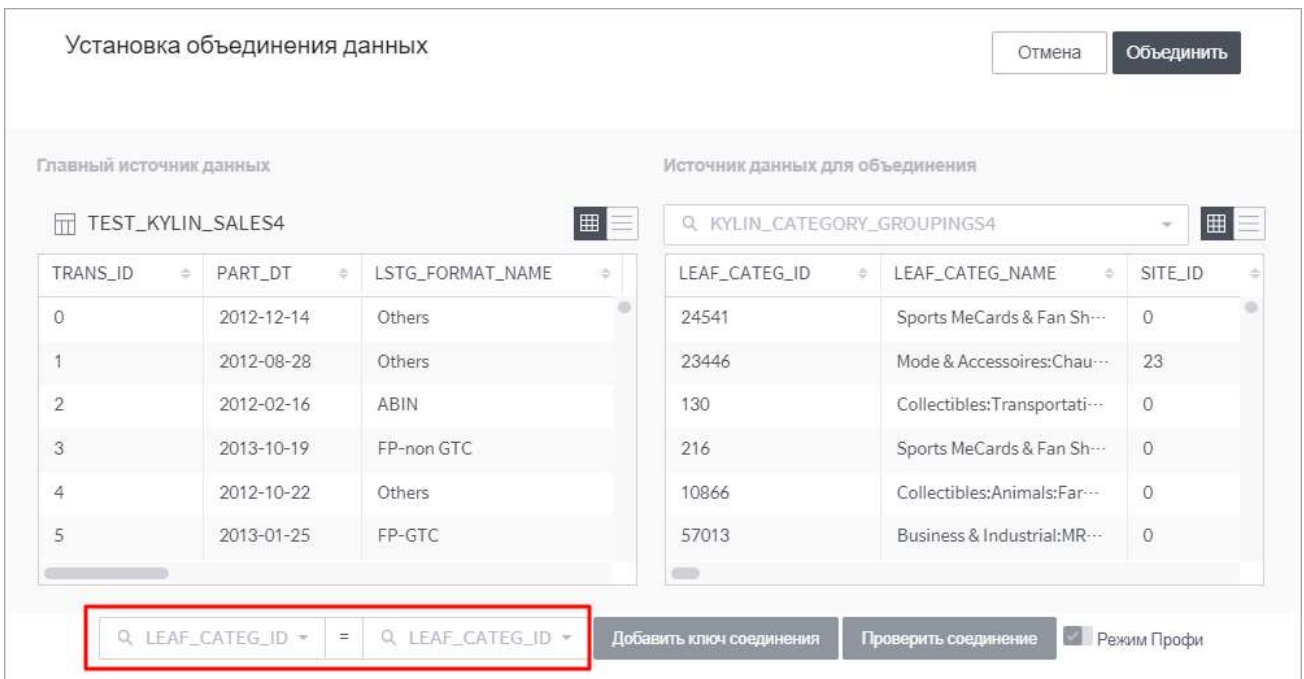 Установка объединения данных
Отмена
Объединить
Главный источник данных
Источник данных для объединения
TEST_KYLIN_SALES4
KYLIN_CATEGORY_GROUPINGS4
TRANS_ID PART_DT LSTG_FORMAT_NAME
0 2012-12-14 Others
1 2012-08-28 Others
2 2012-02-16 ABIN
3 2013-10-19 FP-non GTC
4 2012-10-22 Others
5 2013-01-25 FP-GTC
LEAF_CATEG_ID LEAF_CATEG_NAME SITE_ID
24541 Sports MeCards & Fan Sh··· 0
23446 Mode & Accessoires:Chau··· 23
130 Collectibles:Transportati··· 0
216 Sports MeCards & Fan Sh··· 0
10866 Collectibles:Animals:Far··· 0
57013 Business & Industrial:MR··· 0
LEAF_CATEG_ID = LEAF_CATEG_ID Добавить ключ соединения Проверить соединение Режим Профи